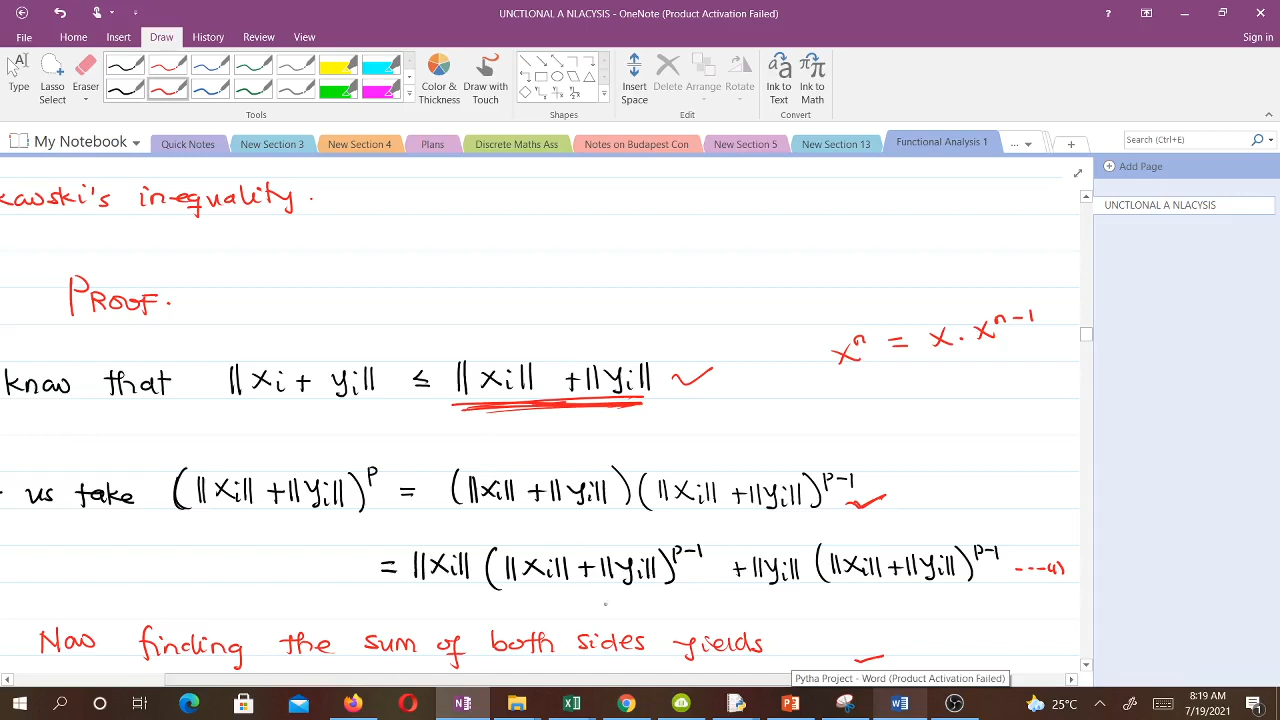 UNCTLONAL A NLACYSIS - OneNote (Product Activation Failed)
Sign in
File Home Insert Draw History Review View
Type Lasso Select Eraser Color & Thickness Draw with Touch Insert Space Delete Arrange Rotate Ink to Text Ink to Math
Tools Shapes Edit Convert
My Notebook Quick Notes New Section 3 New Section 4 Plans Discrete Maths Ass Notes on Budapest Con New Section 5 New Section 13 Functional Analysis 1 ... Search (Ctrl+E)
Add Page
UNCTLONAL A NLACYSIS
kowski's inequality.
PROOF.
xⁿ = x · xⁿ⁻¹
know that ||xᵢ + yᵢ|| ≤ ||xᵢ|| + ||yᵢ||
us take (||xᵢ|| + ||yᵢ||)ᵖ = (||xᵢ|| + ||yᵢ||)(||xᵢ|| + ||yᵢ||)ᵖ⁻¹
= ||xᵢ|| (||xᵢ|| + ||yᵢ||)ᵖ⁻¹ + ||yᵢ|| (||xᵢ|| + ||yᵢ||)ᵖ⁻¹
Now finding the sum of both sides yields
Pytha Project - Word (Product Activation Failed)
25°C
8:19 AM
7/19/2021